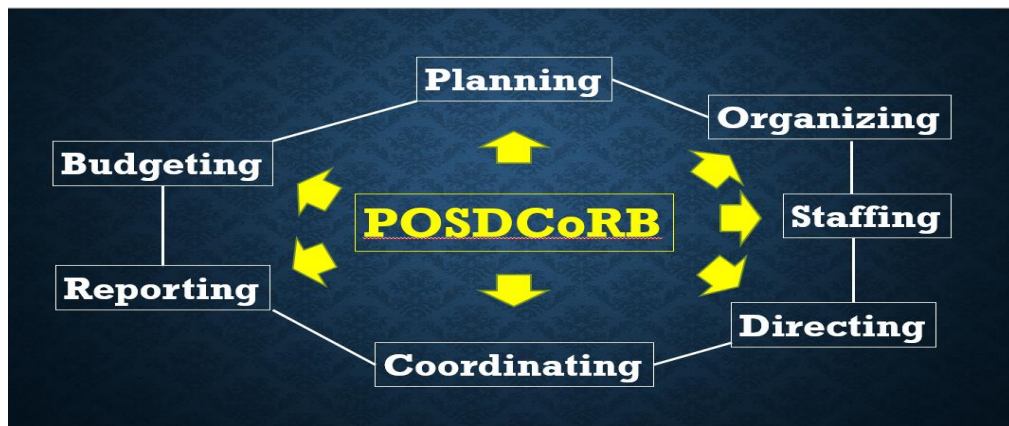 Planning
Organizing
Budgeting
POSDCoRB
Staffing
Reporting
Directing
Coordinating